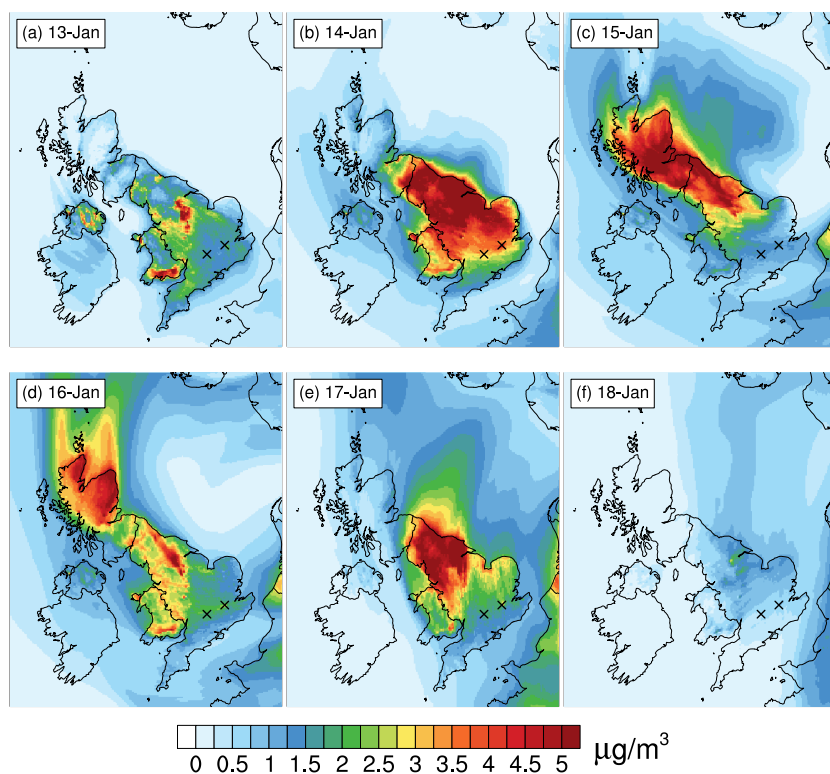 (a) 13-Jan
(b) 14-Jan
(c) 15-Jan
(d) 16-Jan
(e) 17-Jan
(f) 18-Jan
0 0.5 1 1.5 2 2.5 3 3.5 4 4.5 5
μg/m³